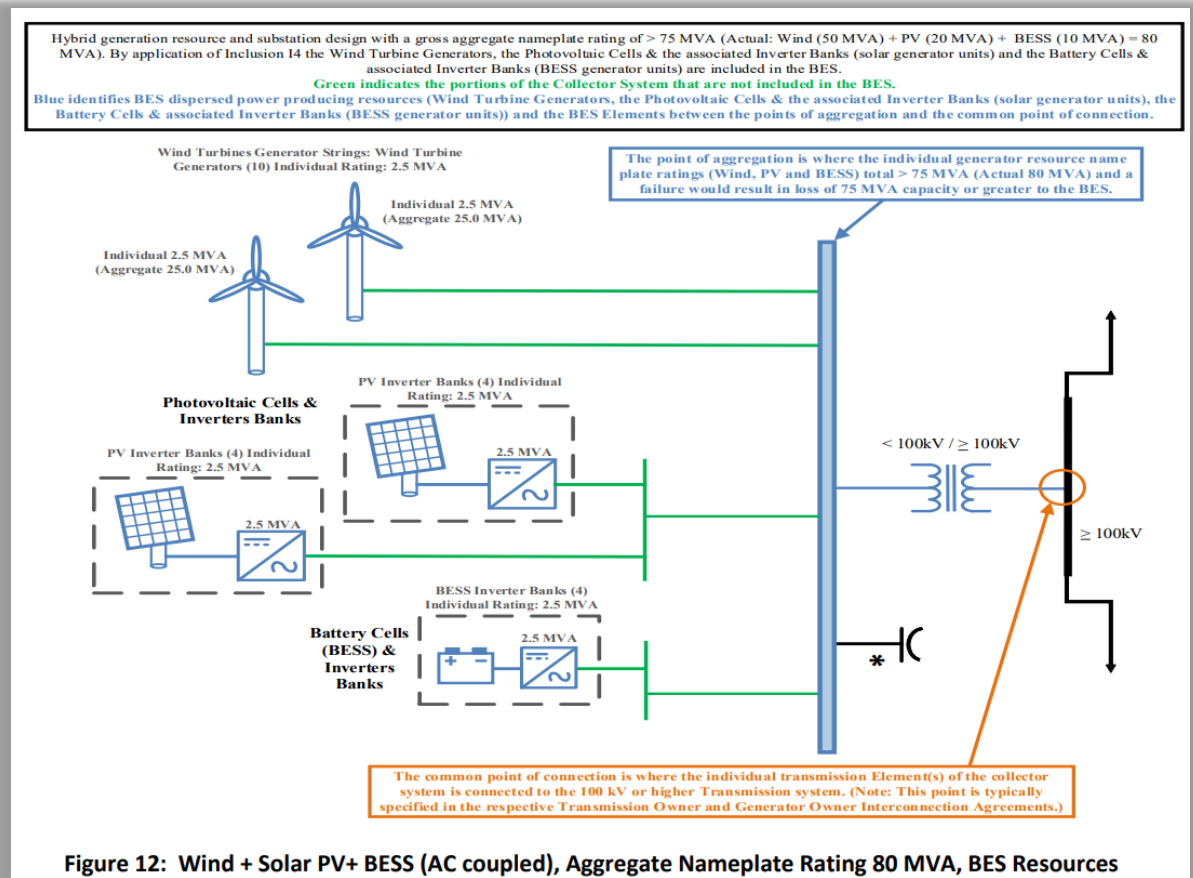 Hybrid generation resource and substation design with a gross aggregate nameplate rating of > 75 MVA (Actual: Wind (50 MVA) + PV (20 MVA) + BESS (10 MVA) = 80
MVA). By application of Inclusion I4 the Wind Turbine Generators, the Photovoltaic Cells & the associated Inverter Banks (solar generator units) and the Battery Cells &
associated Inverter Banks (BESS generator units) are included in the BES.
Green indicates the portions of the Collector System that are not included in the BES.
Blue identifies BES dispersed power producing resources (Wind Turbine Generators, the Photovoltaic Cells & the associated Inverter Banks (solar generator units), the
Battery Cells & associated Inverter Banks (BESS generator units)) and the BES Elements between the points of aggregation and the common point of connection.
Wind Turbines Generator Strings: Wind Turbine
Generators (10) Individual Rating: 2.5 MVA
The point of aggregation is where the individual generator resource name
plate ratings (Wind, PV and BESS) total > 75 MVA (Actual 80 MVA) and a
failure would result in loss of 75 MVA capacity or greater to the BES.
Individual 2.5 MVA
(Aggregate 25.0 MVA)
Individual 2.5 MVA
(Aggregate 25.0 MVA)
PV Inverter Banks (4) Individual
Rating: 2.5 MVA
Photovoltaic Cells &
Inverters Banks
2.5 MVA
PV Inverter Banks (4) Individual
Rating: 2.5 MVA
2.5 MVA
< 100kV / ≥ 100kV
≥ 100kV
BESS Inverter Banks (4)
Individual Rating: 2.5 MVA
Battery Cells
(BESS) &
Inverters
Banks
2.5 MVA
+ −
*
The common point of connection is where the individual transmission Element(s) of the collector
system is connected to the 100 kV or higher Transmission system. (Note: This point is typically
specified in the respective Transmission Owner and Generator Owner Interconnection Agreements.)
Figure 12: Wind + Solar PV+ BESS (AC coupled), Aggregate Nameplate Rating 80 MVA, BES Resources